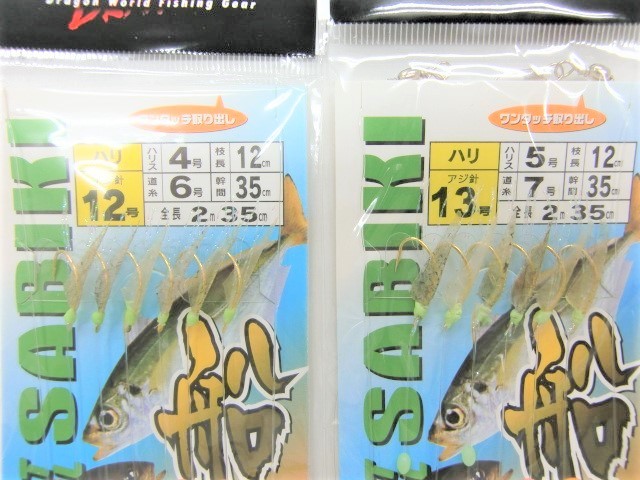 Dragon World Fishing Gear
ワンタッチ取り出し
ハリ
アジ針
12号
ハリス 4号
枝長 12cm
道糸 6号
幹間 35cm
全長 2m 35cm
SABIKI
船
ワンタッチ取り出し
ハリ
アジ針
13号
ハリス 5号
枝長 12cm
道糸 7号
幹間 35cm
全長 2m 35cm
SABIKI
船